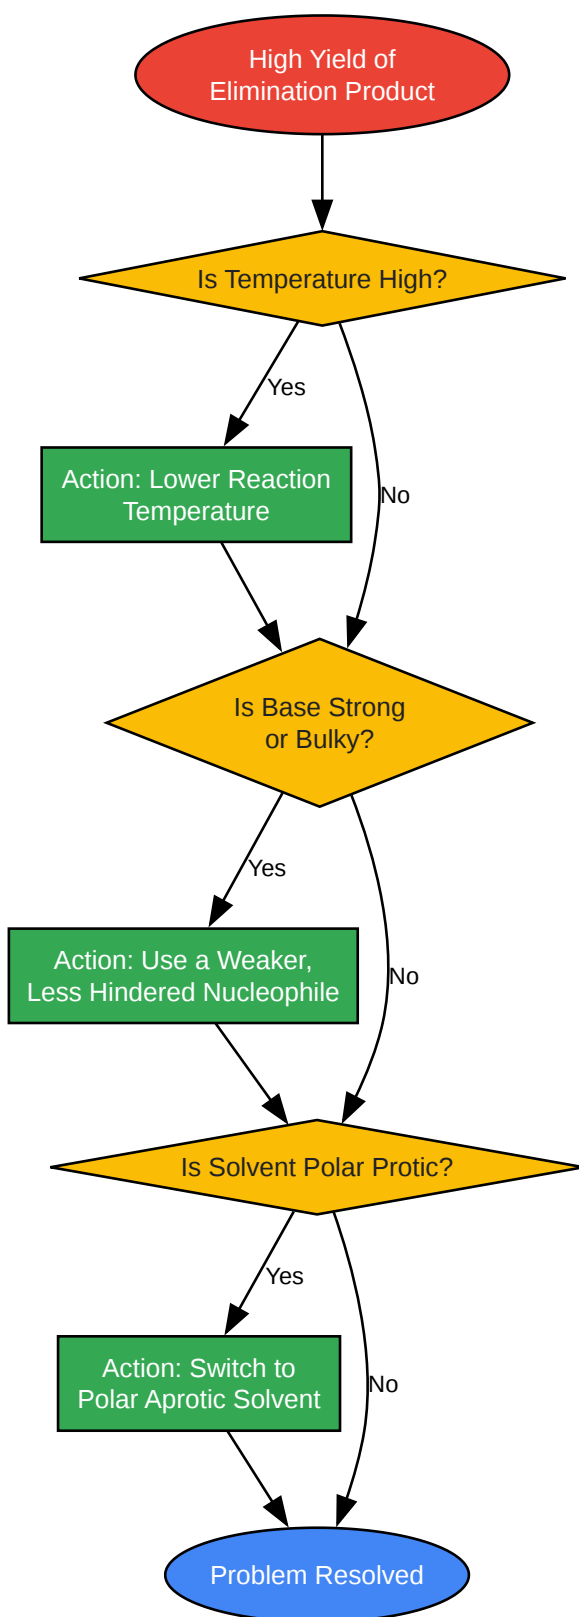 High Yield of
Elimination Product
Is Temperature High?
Yes
Action: Lower Reaction
Temperature
No
Is Base Strong
or Bulky?
Yes
Action: Use a Weaker,
Less Hindered Nucleophile
No
Is Solvent Polar Protic?
Yes
Action: Switch to
Polar Aprotic Solvent
No
Problem Resolved